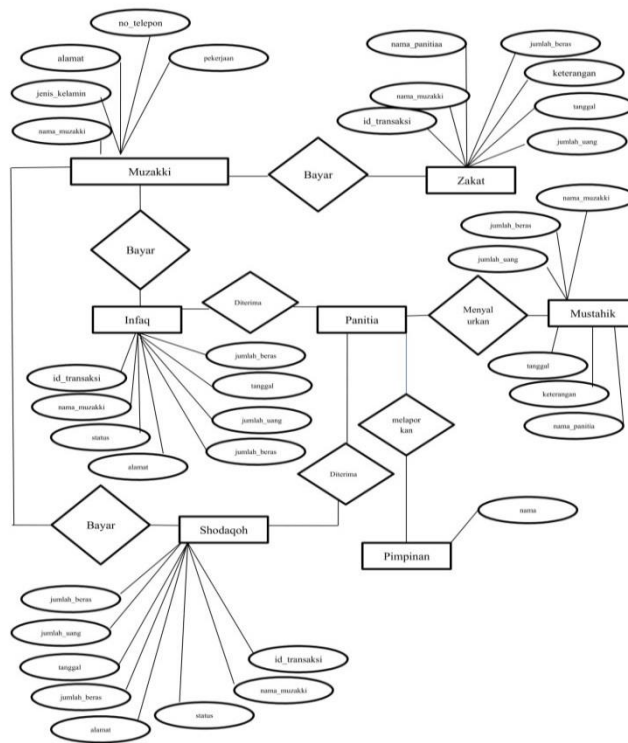 no_telepon
alamat
pekerjaan
jenis_kelamin
nama_muzakki
Muzakki
Bayar
nama_panitiaa
jumlah_beras
keterangan
nama_muzakki
tanggal
id_transaksi
jumlah_uang
Zakat
Bayar
nama_muzakki
jumlah_beras
jumlah_uang
Infaq
Diterima
Panitia
Menyal
urkan
Mustahik
jumlah_beras
id_transaksi
tanggal
nama_muzakki
jumlah_uang
status
jumlah_beras
alamat
tanggal
keterangan
nama_panitia
melapor
kan
Diterima
Bayar
Shodaqoh
Pimpinan
nama
jumlah_beras
jumlah_uang
tanggal
jumlah_beras
alamat
status
id_transaksi
nama_muzakki